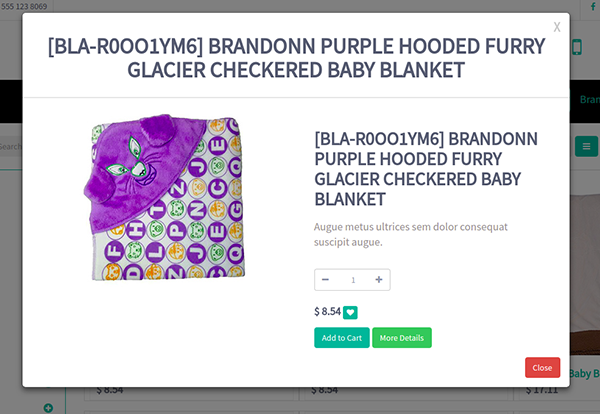 555 123 8069
X
[BLA-R0OO1YM6] BRANDONN PURPLE HOODED FURRY
GLACIER CHECKERED BABY BLANKET
Bran
Search
[BLA-R0OO1YM6] BRANDONN
PURPLE HOODED FURRY
GLACIER CHECKERED BABY
BLANKET
Augue metus ultrices sem dolor consequat
suscipit augue.
− 1 +
$ 8.54
Add to Cart More Details
Close
Baby B
$ 8.54 $ 8.54 $ 17.11